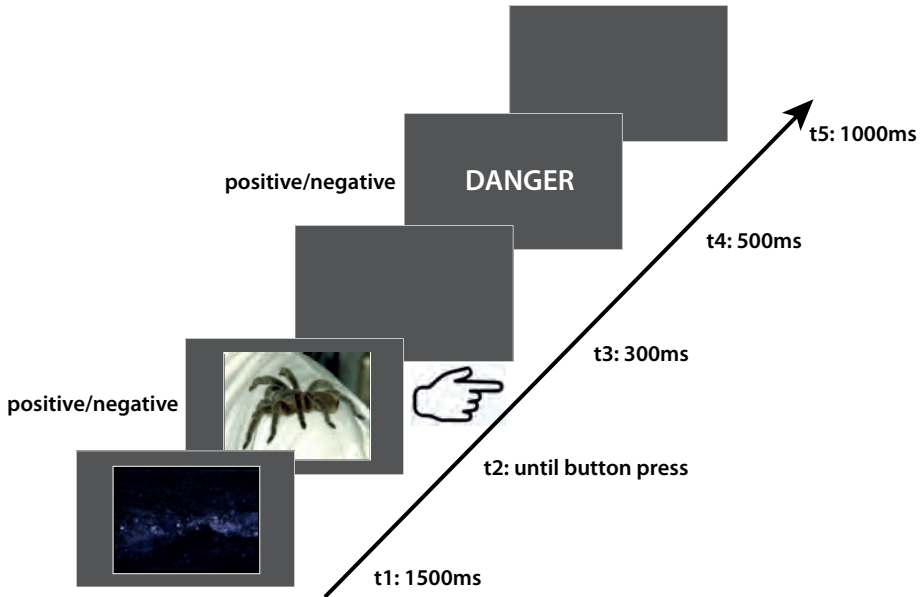 t5: 1000ms
positive/negative
DANGER
t4: 500ms
t3: 300ms
positive/negative
t2: until button press
t1: 1500ms